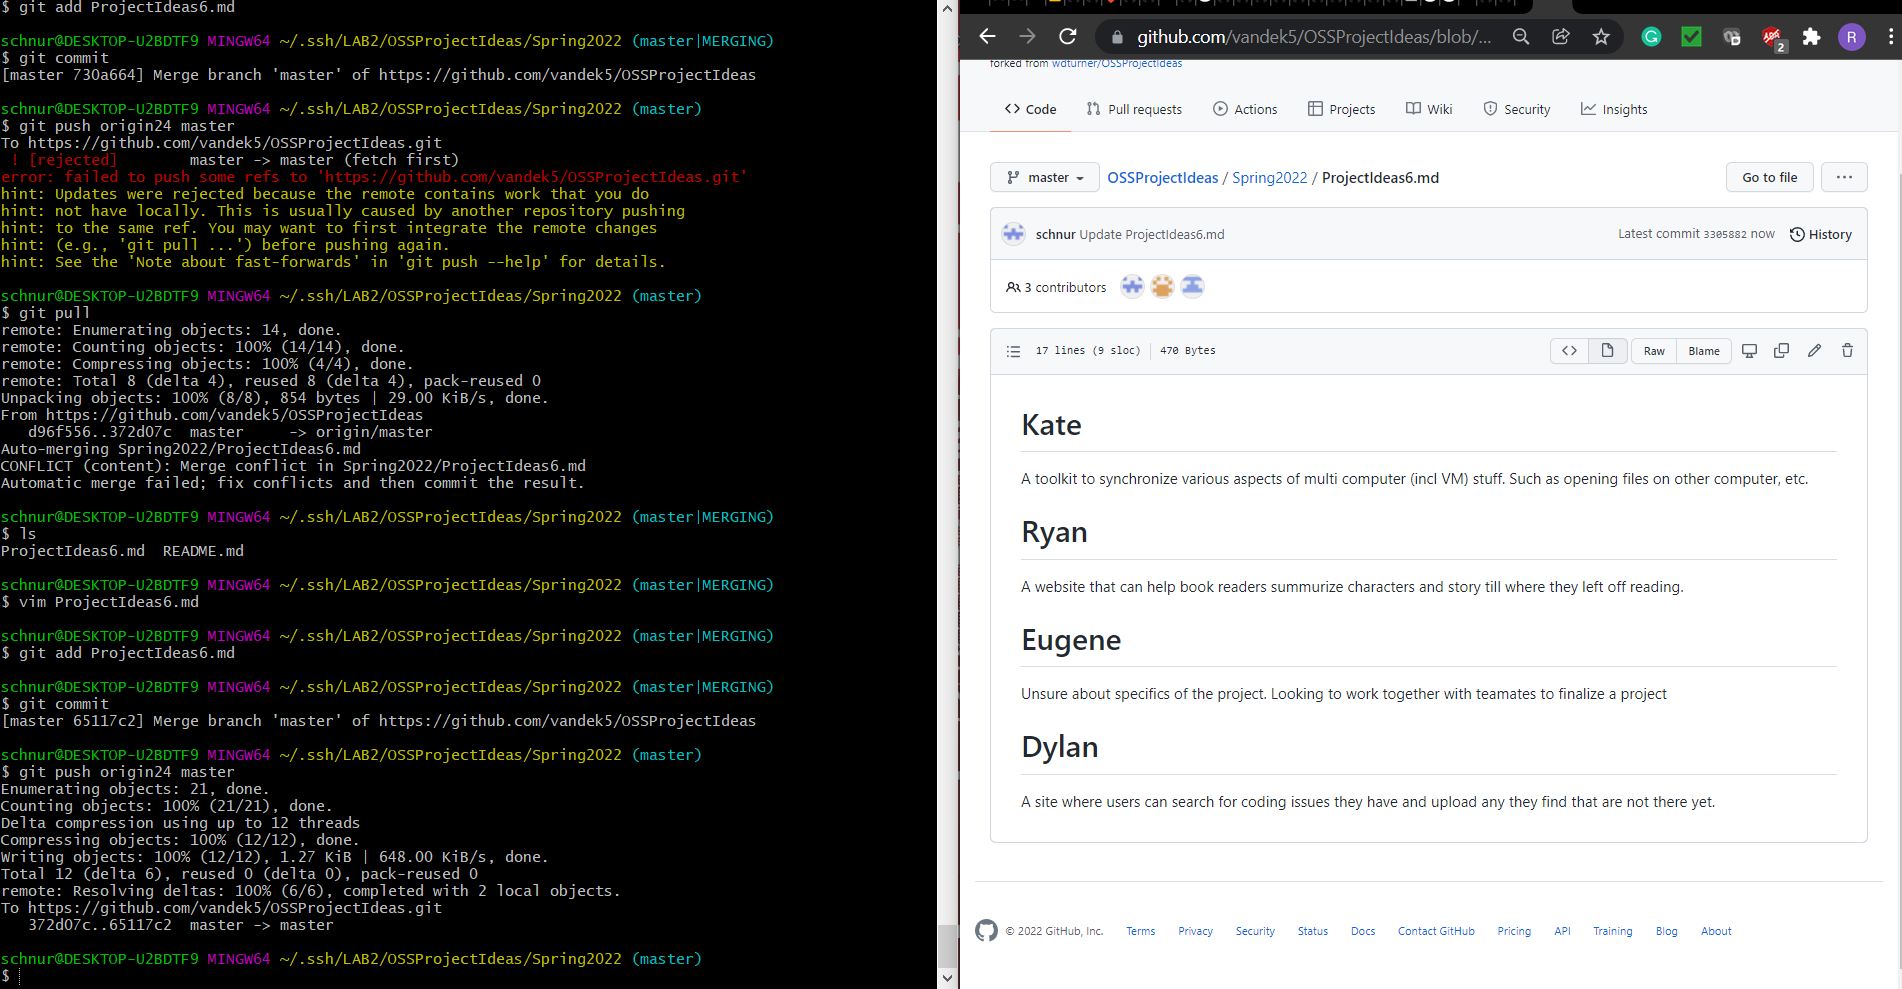 $ git add ProjectIdeas6.md
schnur@DESKTOP-U2BDTF9 MINGW64 ~/.ssh/LAB2/OSSProjectIdeas/Spring2022 (master|MERGING)
$ git commit
[master 730a664] Merge branch 'master' of https://github.com/vandek5/OSSProjectIdeas
schnur@DESKTOP-U2BDTF9 MINGW64 ~/.ssh/LAB2/OSSProjectIdeas/Spring2022 (master)
$ git push origin24 master
To https://github.com/vandek5/OSSProjectIdeas.git
! [rejected]        master -> master (fetch first)
error: failed to push some refs to 'https://github.com/vandek5/OSSProjectIdeas.git'
hint: Updates were rejected because the remote contains work that you do
hint: not have locally. This is usually caused by another repository pushing
hint: to the same ref. You may want to first integrate the remote changes
hint: (e.g., 'git pull ...') before pushing again.
hint: See the 'Note about fast-forwards' in 'git push --help' for details.
schnur@DESKTOP-U2BDTF9 MINGW64 ~/.ssh/LAB2/OSSProjectIdeas/Spring2022 (master)
$ git pull
remote: Enumerating objects: 14, done.
remote: Counting objects: 100% (14/14), done.
remote: Compressing objects: 100% (4/4), done.
remote: Total 8 (delta 4), reused 8 (delta 4), pack-reused 0
Unpacking objects: 100% (8/8), 854 bytes | 29.00 KiB/s, done.
From https://github.com/vandek5/OSSProjectIdeas
d96f556..372d07c  master     -> origin/master
Auto-merging Spring2022/ProjectIdeas6.md
CONFLICT (content): Merge conflict in Spring2022/ProjectIdeas6.md
Automatic merge failed; fix conflicts and then commit the result.
schnur@DESKTOP-U2BDTF9 MINGW64 ~/.ssh/LAB2/OSSProjectIdeas/Spring2022 (master|MERGING)
$ ls
ProjectIdeas6.md  README.md
schnur@DESKTOP-U2BDTF9 MINGW64 ~/.ssh/LAB2/OSSProjectIdeas/Spring2022 (master|MERGING)
$ vim ProjectIdeas6.md
schnur@DESKTOP-U2BDTF9 MINGW64 ~/.ssh/LAB2/OSSProjectIdeas/Spring2022 (master|MERGING)
$ git add ProjectIdeas6.md
schnur@DESKTOP-U2BDTF9 MINGW64 ~/.ssh/LAB2/OSSProjectIdeas/Spring2022 (master|MERGING)
$ git commit
[master 65117c2] Merge branch 'master' of https://github.com/vandek5/OSSProjectIdeas
schnur@DESKTOP-U2BDTF9 MINGW64 ~/.ssh/LAB2/OSSProjectIdeas/Spring2022 (master)
$ git push origin24 master
Enumerating objects: 21, done.
Counting objects: 100% (21/21), done.
Delta compression using up to 12 threads
Compressing objects: 100% (12/12), done.
Writing objects: 100% (12/12), 1.27 KiB | 648.00 KiB/s, done.
Total 12 (delta 6), reused 0 (delta 0), pack-reused 0
remote: Resolving deltas: 100% (6/6), completed with 2 local objects.
To https://github.com/vandek5/OSSProjectIdeas.git
372d07c..65117c2  master -> master
schnur@DESKTOP-U2BDTF9 MINGW64 ~/.ssh/LAB2/OSSProjectIdeas/Spring2022 (master)
$
github.com/vandek5/OSSProjectIdeas/blob/...
2
R
forked from wdturner/OSSProjectIdeas
<> Code Pull requests Actions Projects Wiki Security Insights
master OSSProjectIdeas / Spring2022 / ProjectIdeas6.md Go to file ...
schnur Update ProjectIdeas6.md Latest commit 3305882 now History
3 contributors
17 lines (9 sloc) 470 Bytes <> Raw Blame
Kate
A toolkit to synchronize various aspects of multi computer (incl VM) stuff. Such as opening files on other computer, etc.
Ryan
A website that can help book readers summurize characters and story till where they left off reading.
Eugene
Unsure about specifics of the project. Looking to work together with teamates to finalize a project
Dylan
A site where users can search for coding issues they have and upload any they find that are not there yet.
© 2022 GitHub, Inc. Terms Privacy Security Status Docs Contact GitHub Pricing API Training Blog About